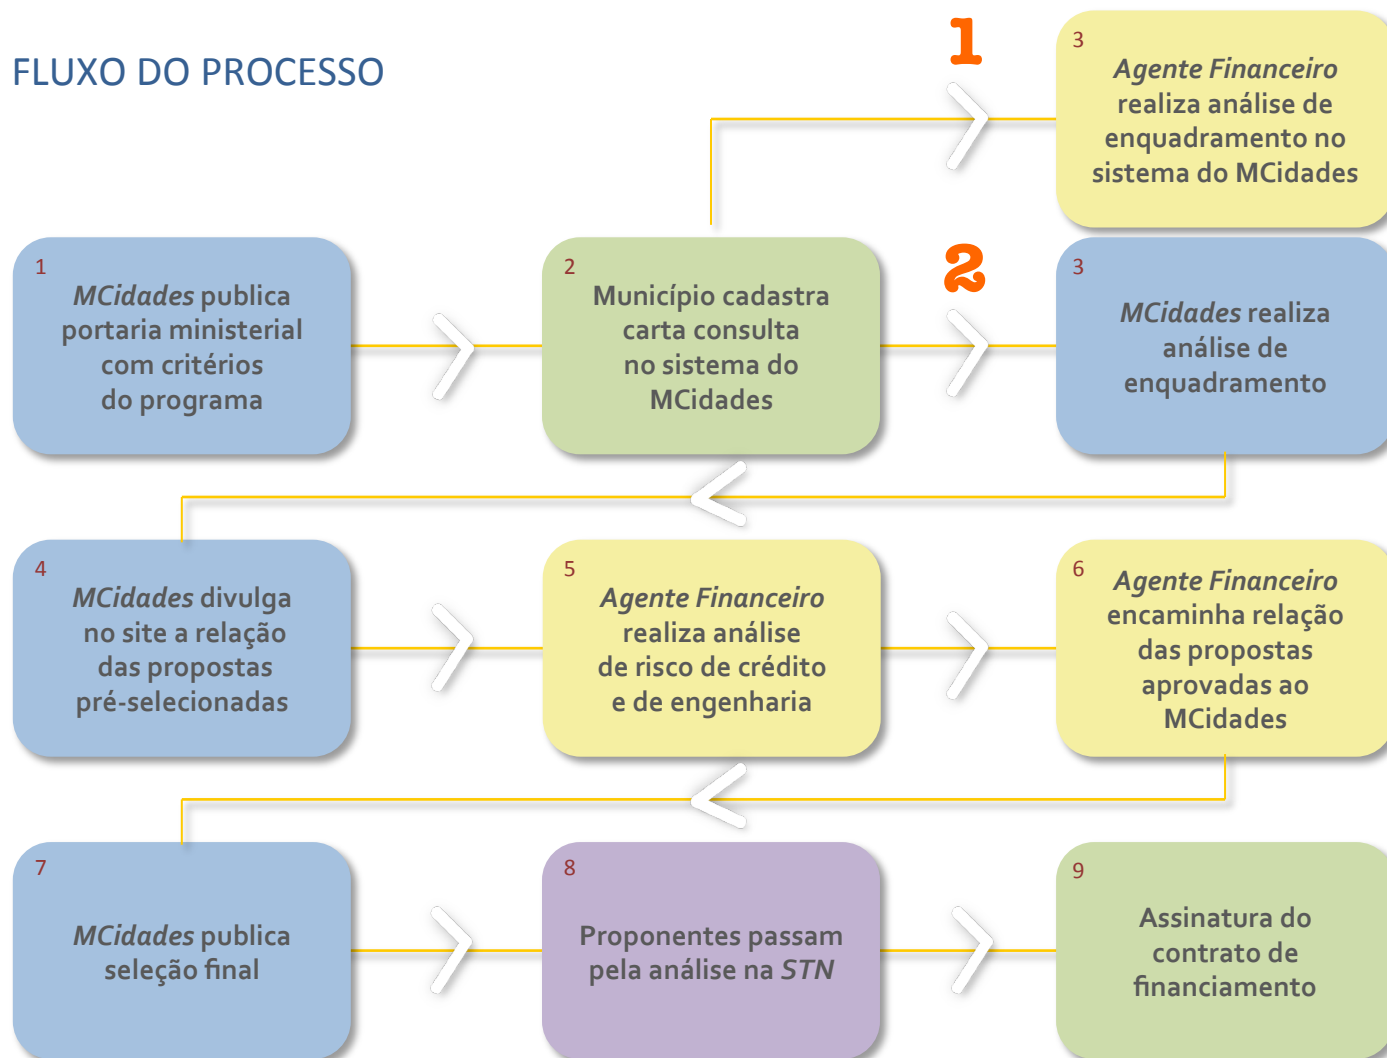 FLUXO DO PROCESSO
1
3
Agente Financeiro
realiza análise de
enquadramento no
sistema do MCidades
1
MCidades publica
portaria ministerial
com critérios
do programa
2
Município cadastra
carta consulta
no sistema do
MCidades
2
3
MCidades realiza
análise de
enquadramento
4
MCidades divulga
no site a relação
das propostas
pré-selecionadas
5
Agente Financeiro
realiza análise
de risco de crédito
e de engenharia
6
Agente Financeiro
encaminha relação
das propostas
aprovadas ao
MCidades
7
MCidades publica
seleção final
8
Proponentes passam
pela análise na STN
9
Assinatura do
contrato de
financiamento